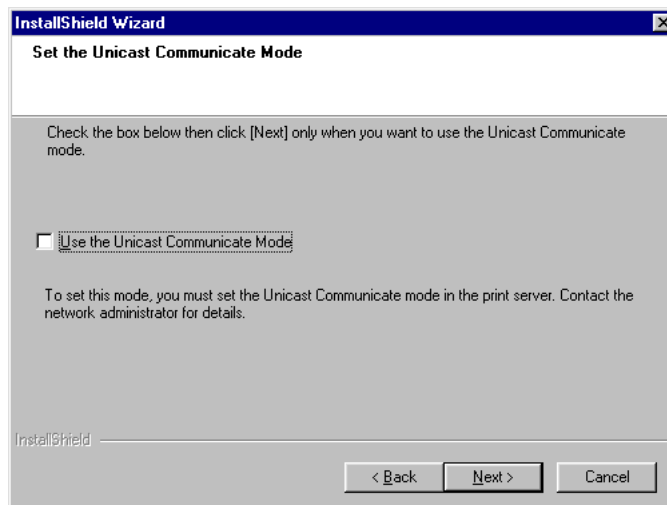 InstallShield Wizard
Set the Unicast Communicate Mode
Check the box below then click [Next] only when you want to use the Unicast Communicate
mode.
Use the Unicast Communicate Mode
To set this mode, you must set the Unicast Communicate mode in the print server. Contact the
network administrator for details.
InstallShield
< Back Next > Cancel